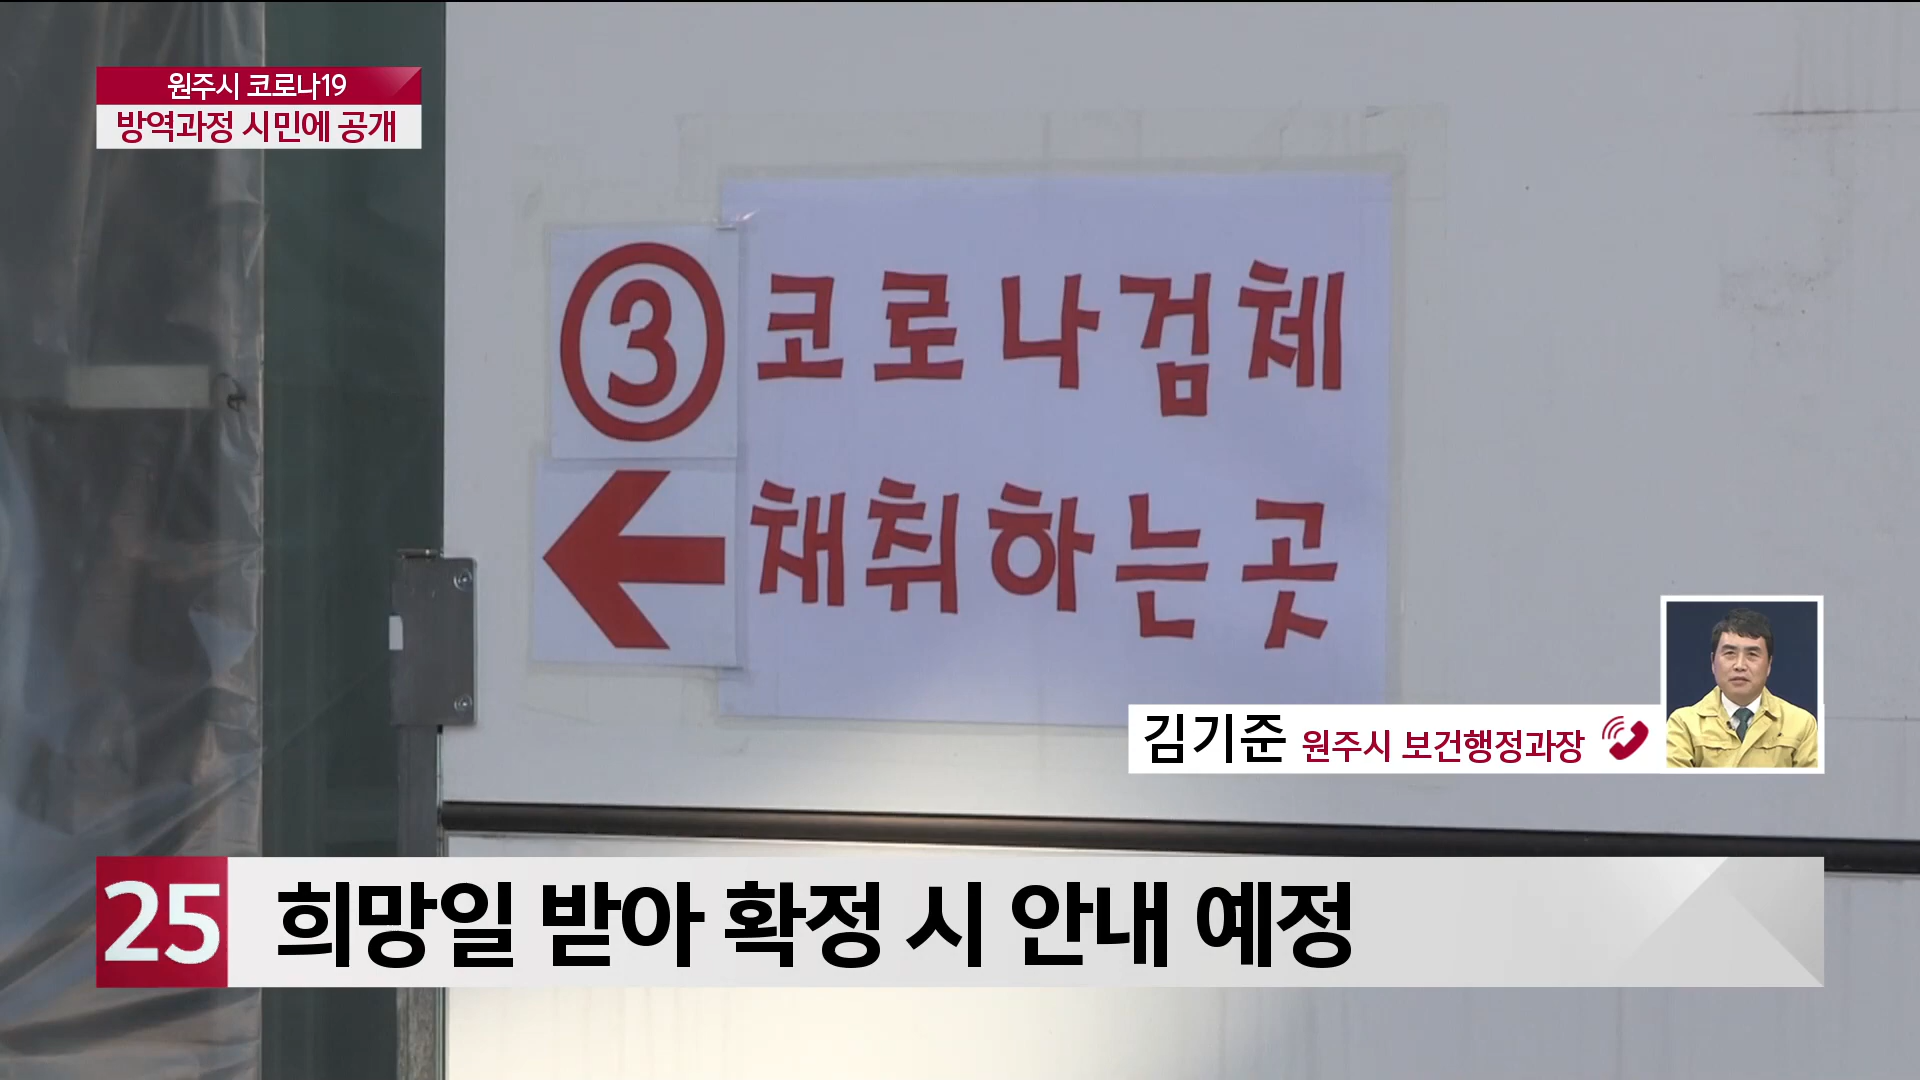 원주시 코로나19
방역과정 시민에 공개
③ 코로나검체
채취하는곳
김기준 원주시 보건행정과장
25 희망일 받아 확정 시 안내 예정